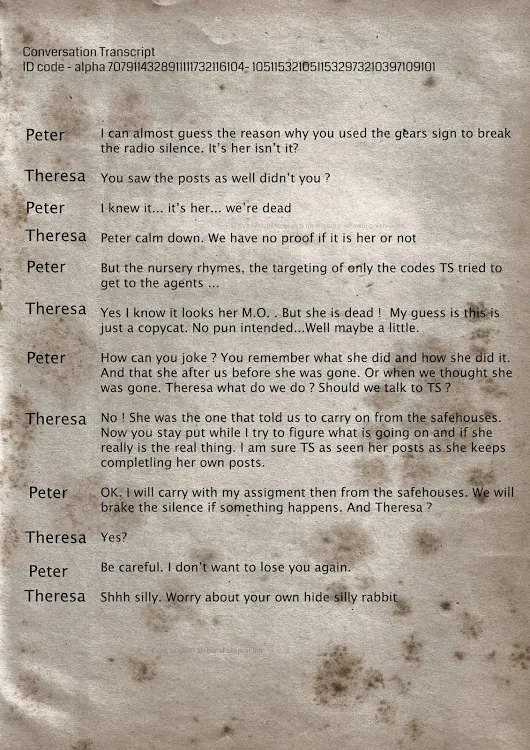 Conversation Transcript
ID code - alpha 7079114328911111732116104- 10511532105115329732103971091​01
Peter I can almost guess the reason why you used the gears sign to break
the radio silence. It's her isn't it?
Theresa You saw the posts as well didn't you ?
Peter I knew it... it's her... we're dead
Theresa Peter calm down. We have no proof if it is her or not
Peter But the nursery rhymes, the targeting of only the codes TS tried to
get to the agents ...
Theresa Yes I know it looks her M.O. . But she is dead ! My guess is this is
just a copycat. No pun intended...Well maybe a little.
Peter How can you joke ? You remember what she did and how she did it.
And that she after us before she was gone. Or when we thought she
was gone. Theresa what do we do ? Should we talk to TS ?
Theresa No ! She was the one that told us to carry on from the safehouses.
Now you stay put while I try to figure what is going on and if she
really is the real thing. I am sure TS as seen her posts as she keeps
completling her own posts.
Peter OK. I will carry with my assigment then from the safehouses. We will
brake the silence if something happens. And Theresa ?
Theresa Yes?
Peter Be careful. I don't want to lose you again.
Theresa Shhh silly. Worry about your own hide silly rabbit